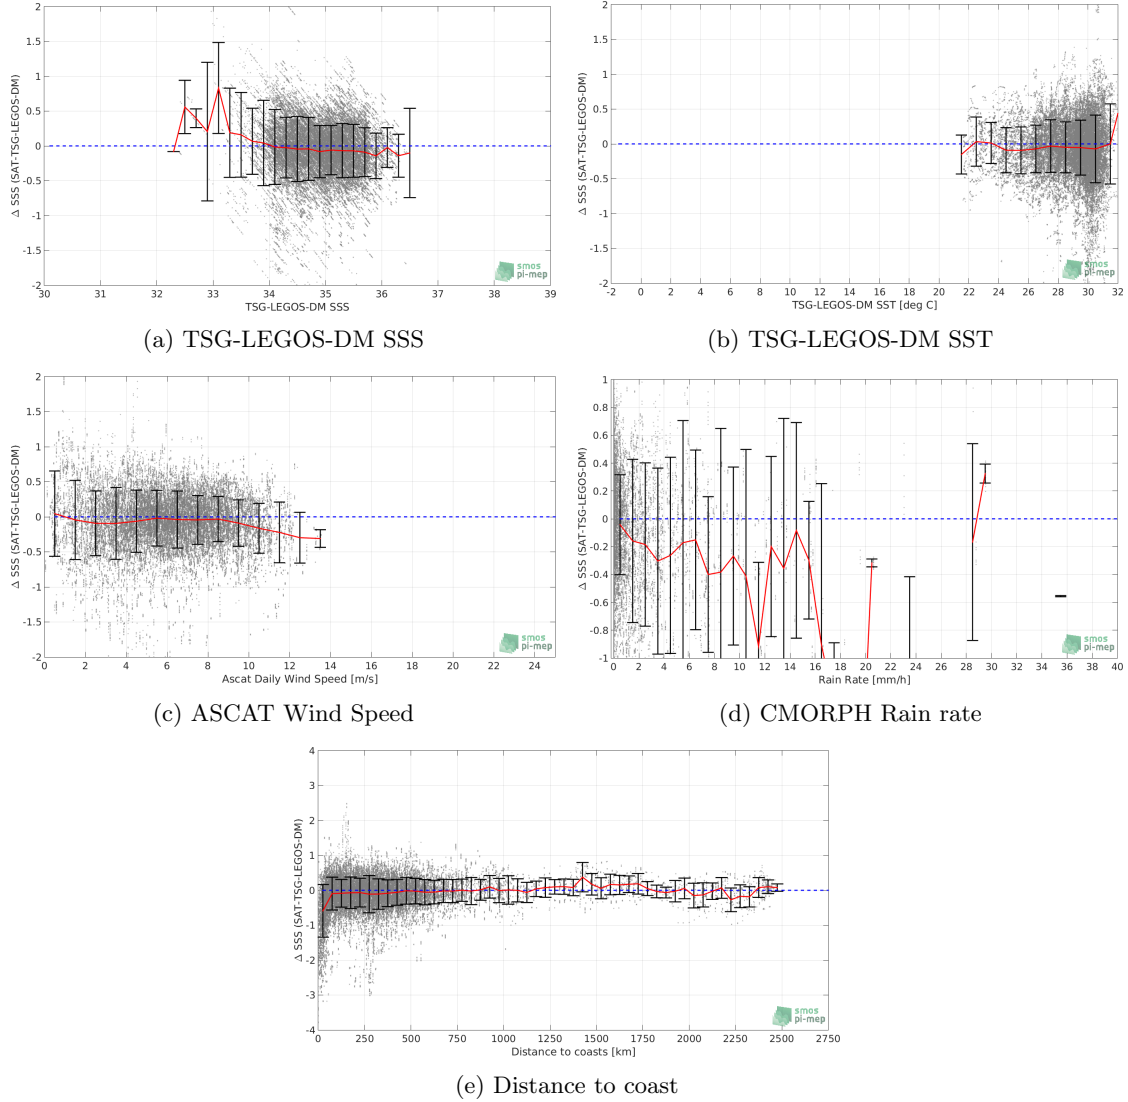 2
1.5
1
0.5
0
-0.5
-1
-1.5
-2
Δ SSS (SAT-TSG-LEGOS-DM)
30 31 32 33 34 35 36 37 38 39
TSG-LEGOS-DM SSS
smos
pi-mep
(a) TSG-LEGOS-DM SSS
2
1.5
1
0.5
0
-0.5
-1
-1.5
-2
Δ SSS (SAT-TSG-LEGOS-DM)
-2 0 2 4 6 8 10 12 14 16 18 20 22 24 26 28 30 32
TSG-LEGOS-DM SST [deg C]
smos
pi-mep
(b) TSG-LEGOS-DM SST
2
1.5
1
0.5
0
-0.5
-1
-1.5
-2
Δ SSS (SAT-TSG-LEGOS-DM)
0 2 4 6 8 10 12 14 16 18 20 22 24
Ascat Daily Wind Speed [m/s]
smos
pi-mep
(c) ASCAT Wind Speed
1
0.8
0.6
0.4
0.2
0
-0.2
-0.4
-0.6
-0.8
-1
Δ SSS (SAT-TSG-LEGOS-DM)
0 2 4 6 8 10 12 14 16 18 20 22 24 26 28 30 32 34 36 38 40
Rain Rate [mm/h]
smos
pi-mep
(d) CMORPH Rain rate
4
3
2
1
0
-1
-2
-3
-4
Δ SSS (SAT-TSG-LEGOS-DM)
0 250 500 750 1000 1250 1500 1750 2000 2250 2500 2750
Distance to coasts [km]
smos
pi-mep
(e) Distance to coast